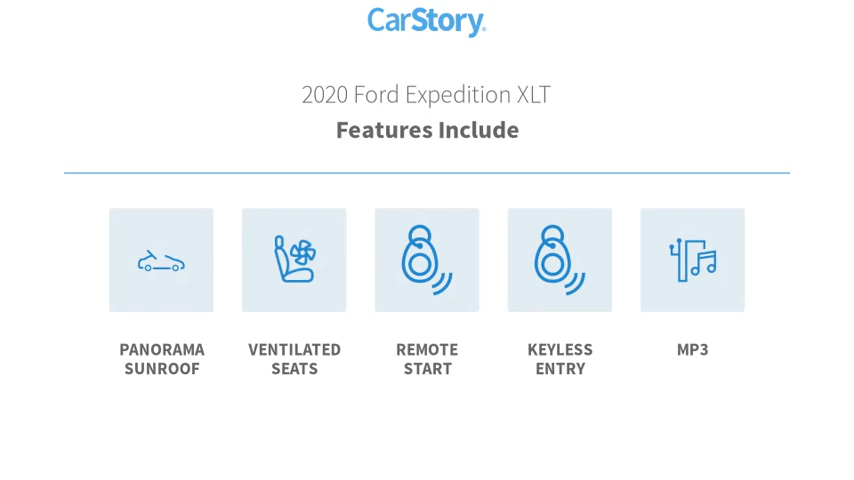 CarStory®
2020 Ford Expedition XLT
Features Include
PANORAMA SUNROOF
VENTILATED SEATS
REMOTE START
KEYLESS ENTRY
MP3